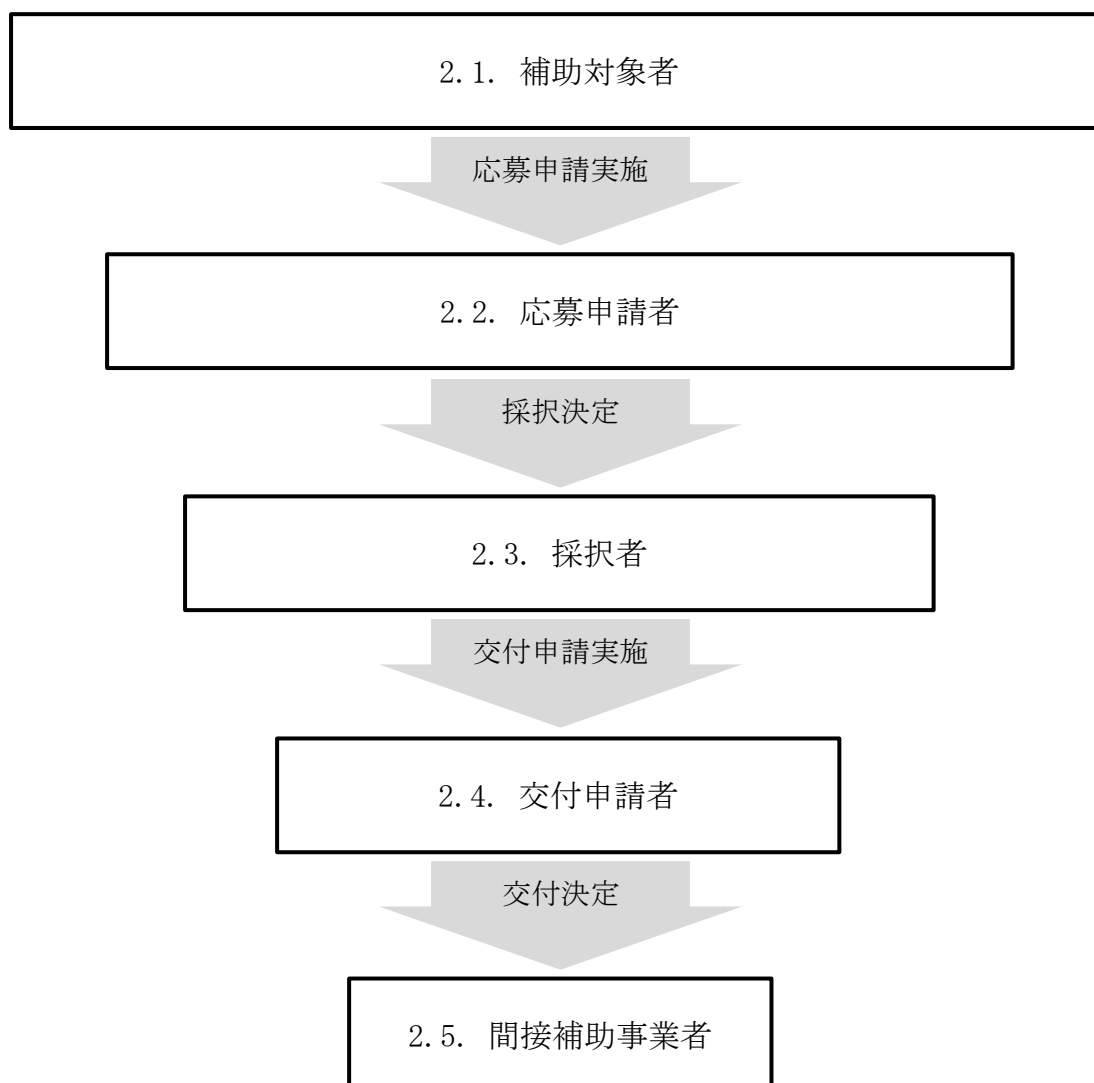 2.1. 補助対象者
応募申請実施
2.2. 応募申請者
採択決定
2.3. 採択者
交付申請実施
2.4. 交付申請者
交付決定
2.5. 間接補助事業者